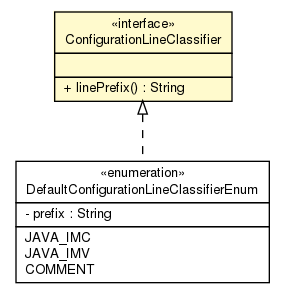 «interface»
ConfigurationLineClassifier
+ linePrefix() : String
«enumeration»
DefaultConfigurationLineClassifierEnum
- prefix : String
JAVA_IMC
JAVA_IMV
COMMENT